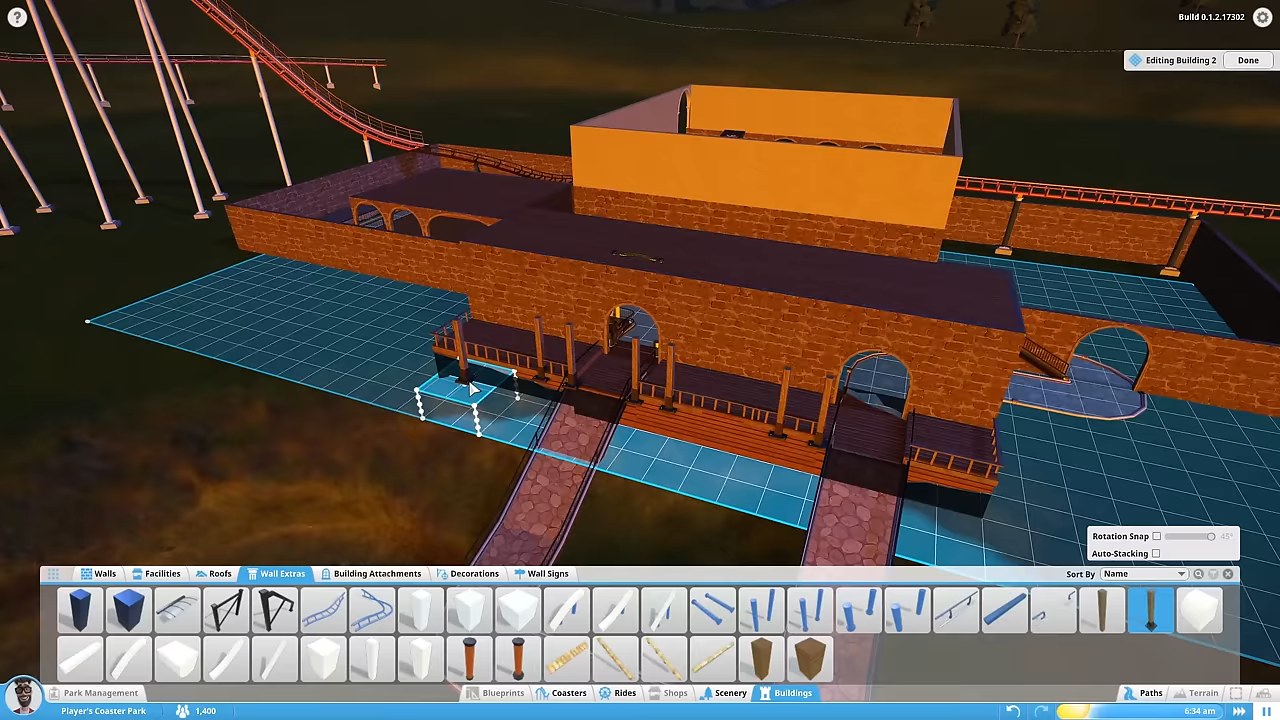 ?
Build 0.1.2.17302
Editing Building 2 Done
Rotation Snap 45°
Auto-Stacking
Walls Facilities Roofs Wall Extras Building Attachments Decorations Wall Signs Sort By Name
Park Management Blueprints Coasters Rides Shops Scenery Buildings Paths Terrain
Player's Coaster Park 1,400 6:34 am